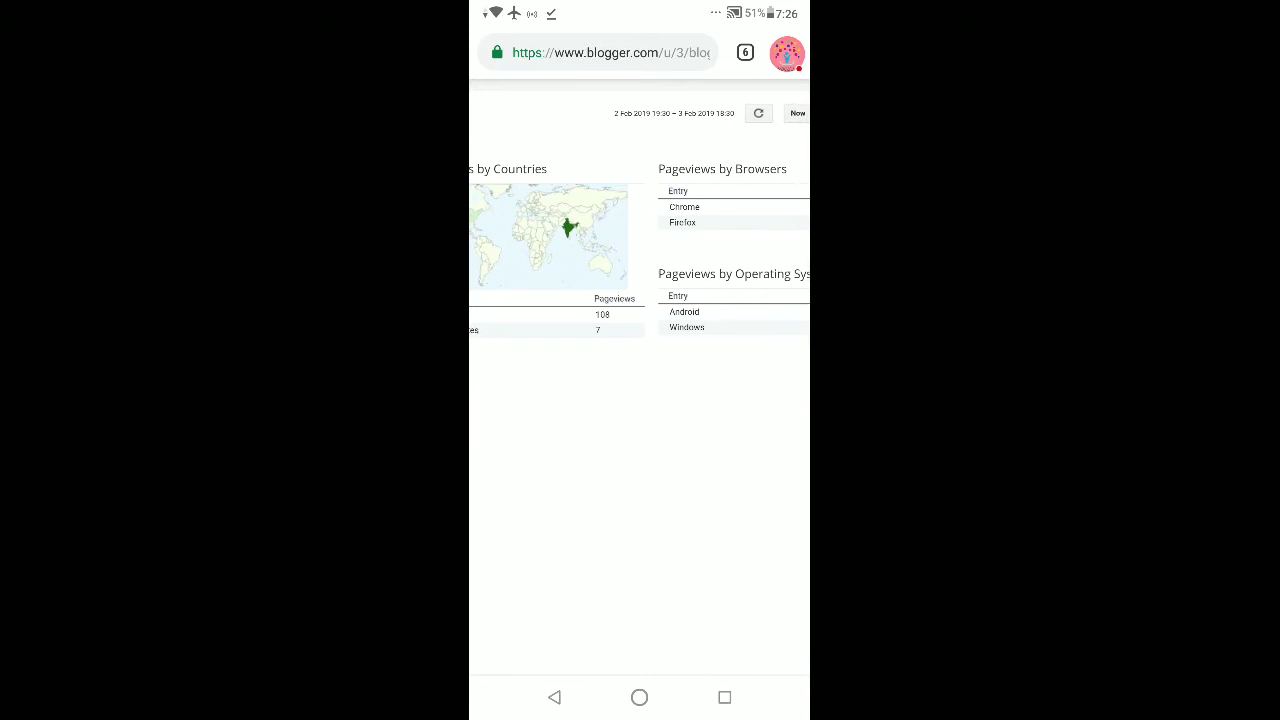 51% 7:26
https://www.blogger.com/u/3/blog
6
2 Feb 2019 19:30 – 3 Feb 2019 18:30
Now
s by Countries
Pageviews
108
es 7
Pageviews by Browsers
Entry
Chrome
Firefox
Pageviews by Operating Sys
Entry
Android
Windows